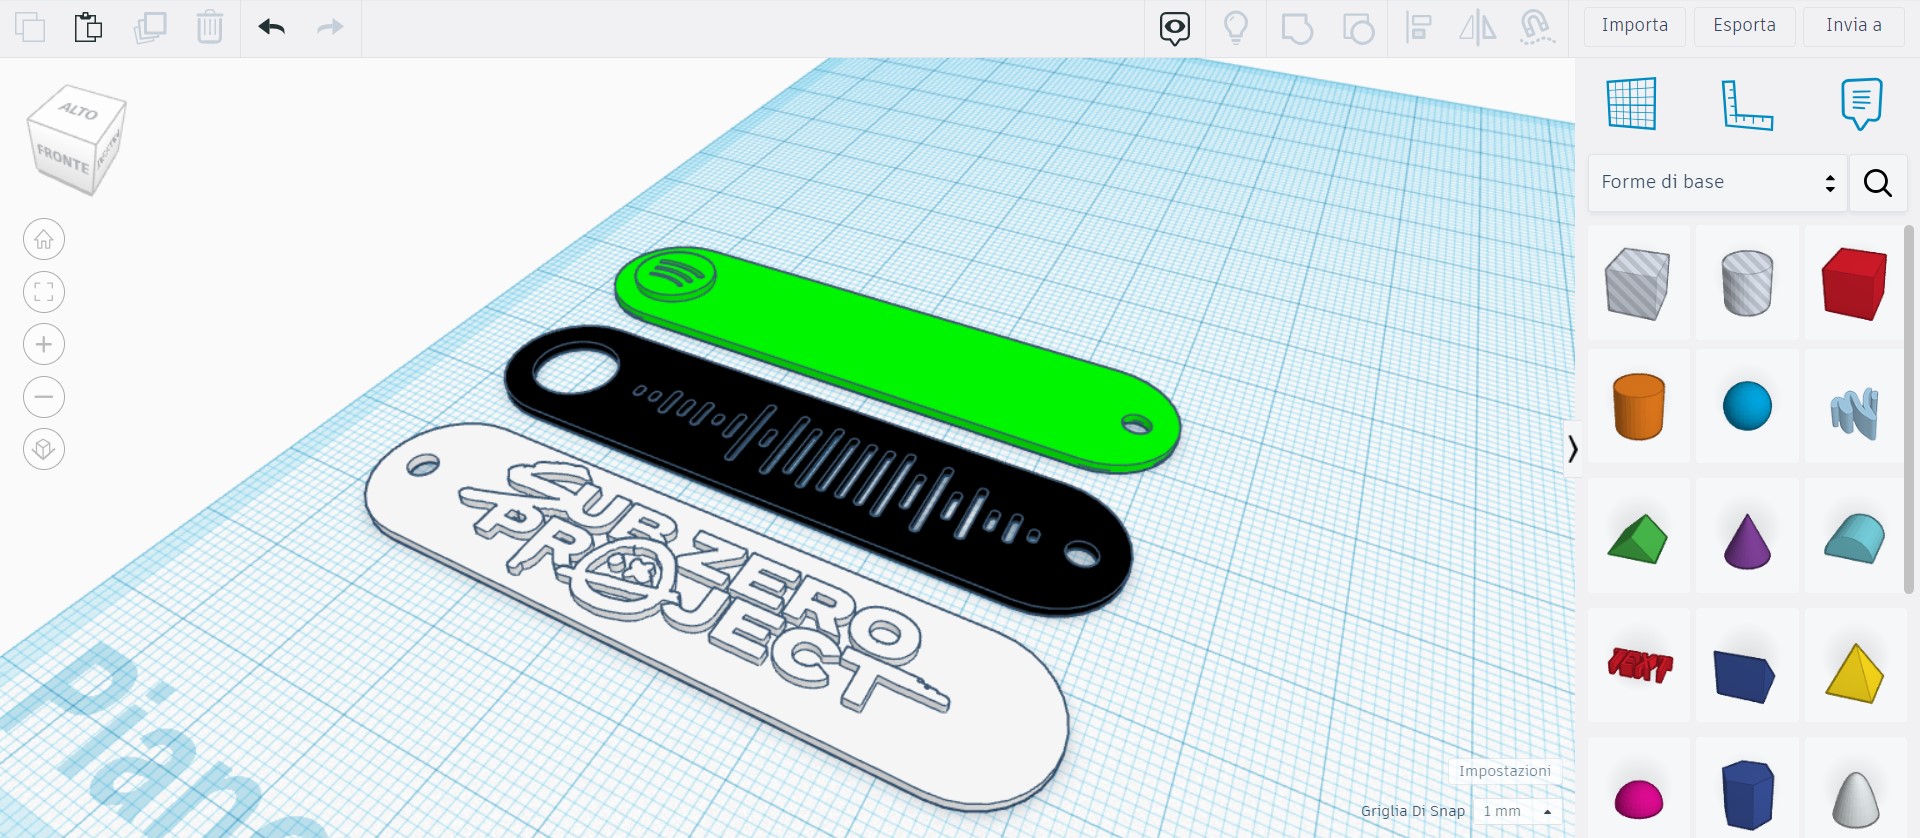 Importa
Esporta
Invia a
ALTO
FRONTE
Forme di base
SUB ZERO
PROJECT
TEXT
Piano
Impostazioni
Griglia Di Snap
1 mm